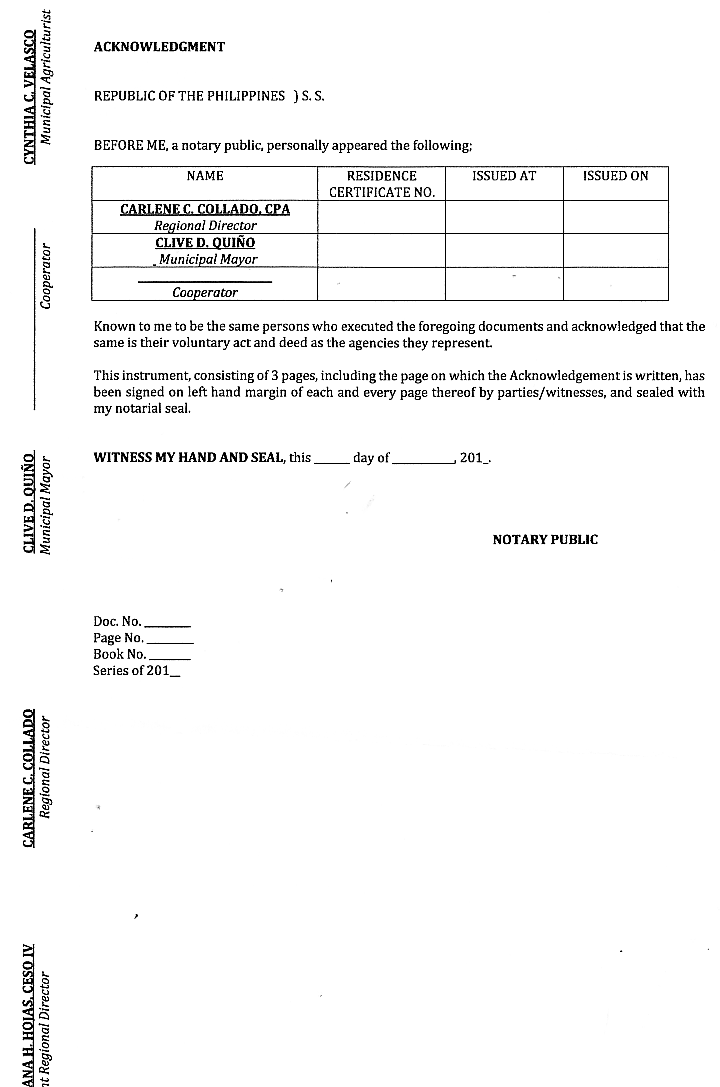 ACKNOWLEDGMENT
REPUBLIC OF THE PHILIPPINES ) S. S.
BEFORE ME, a notary public, personally appeared the following;
NAME RESIDENCE CERTIFICATE NO. ISSUED AT ISSUED ON
CARLENE C. COLLADO, CPA
Regional Director
CLIVE D. QUIÑO
Municipal Mayor
Cooperator
Known to me to be the same persons who executed the foregoing documents and acknowledged that the
same is their voluntary act and deed as the agencies they represent.
This instrument, consisting of 3 pages, including the page on which the Acknowledgement is written, has
been signed on left hand margin of each and every page thereof by parties/witnesses, and sealed with
my notarial seal.
WITNESS MY HAND AND SEAL, this _____ day of _________, 201_.
NOTARY PUBLIC
Doc. No. _______
Page No. _______
Book No. ______
Series of 201_
CYNTHIA C. VELASCO
Municipal Agriculturist
Cooperator
CLIVE D. QUIÑO
Municipal Mayor
CARLENE C. COLLADO
Regional Director
ANA H. HOJAS, CESO IV
Regional Director